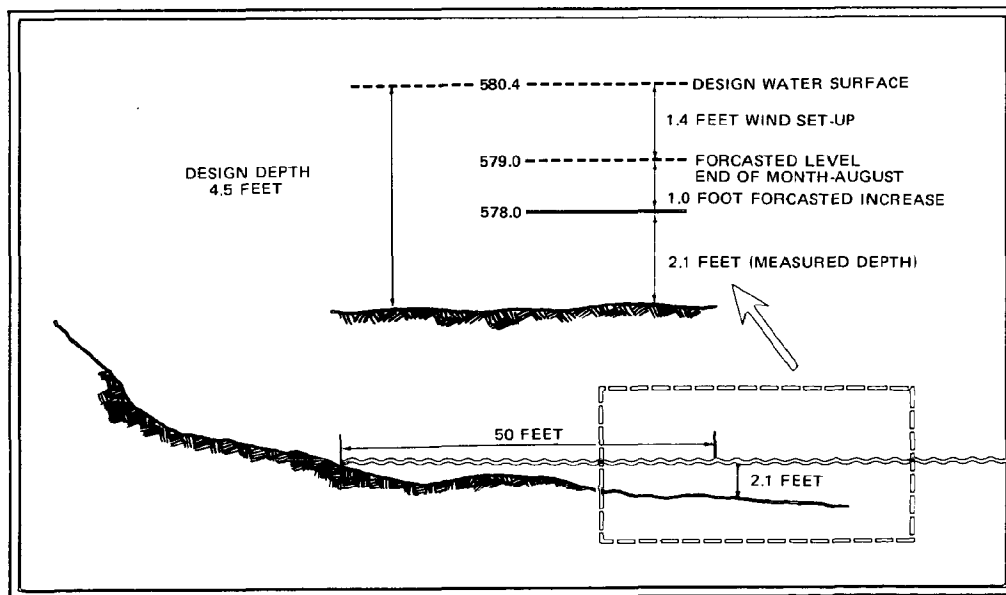 580.4
DESIGN WATER SURFACE
1.4 FEET WIND SET-UP
DESIGN DEPTH
4.5 FEET
579.0
FORCASTED LEVEL
END OF MONTH-AUGUST
578.0
1.0 FOOT FORCASTED INCREASE
2.1 FEET (MEASURED DEPTH)
50 FEET
2.1 FEET